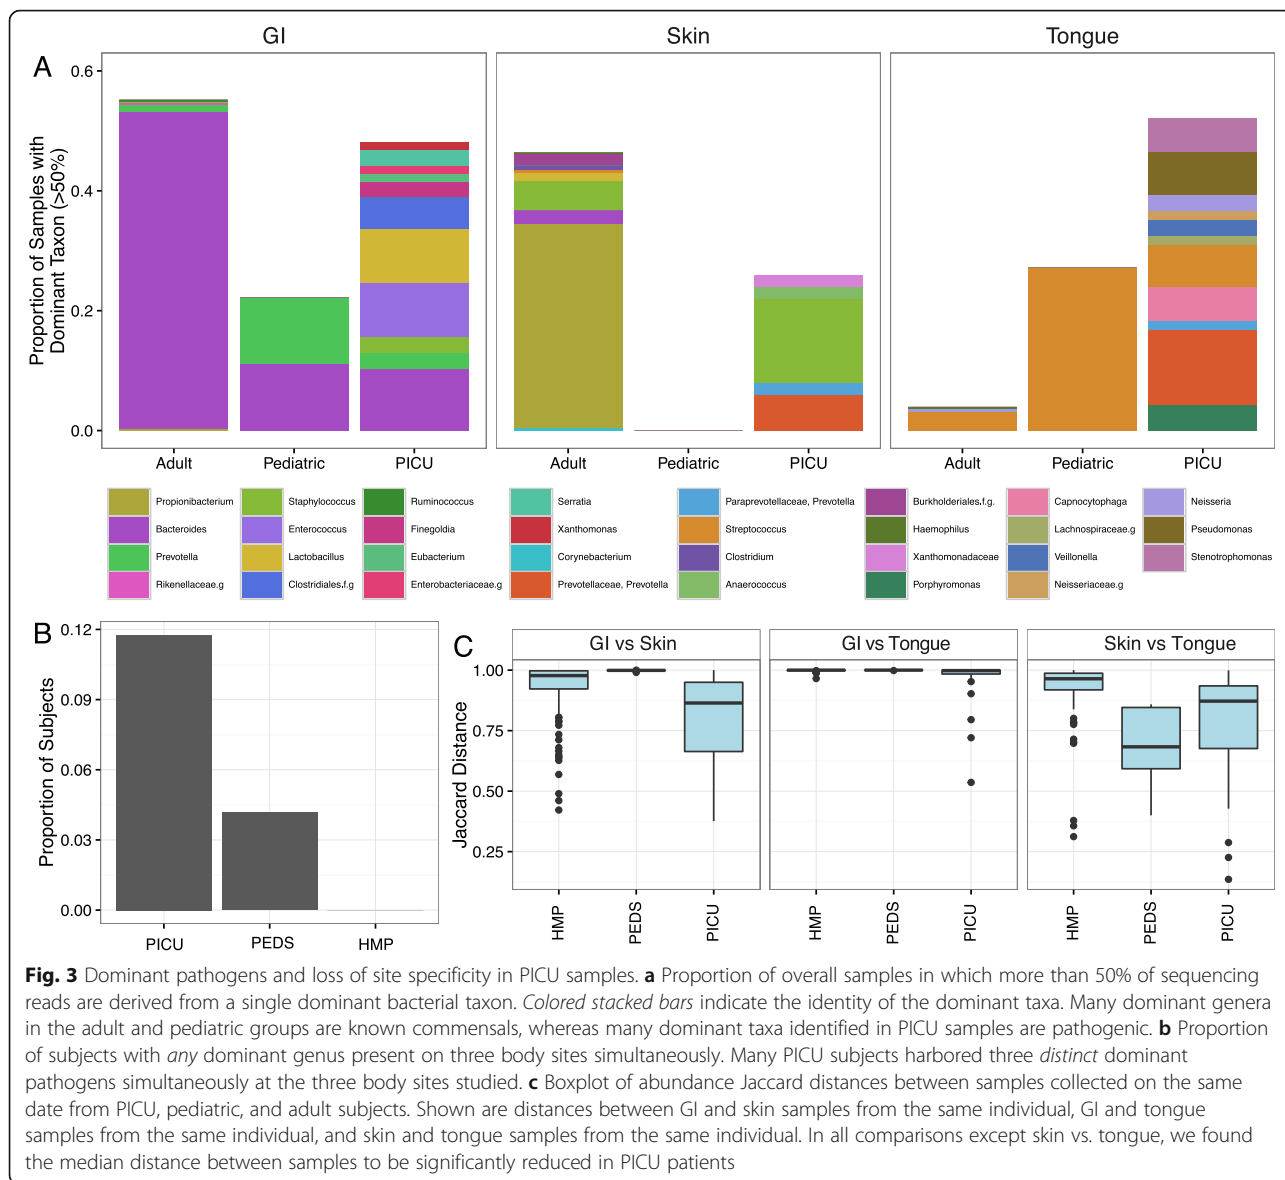 GI
Skin
Tongue
A
Proportion of Samples with
Dominant Taxon (>50%)
0.6
0.4
0.2
0.0
Adult
Pediatric
PICU
Adult
Pediatric
PICU
Adult
Pediatric
PICU
Propionibacterium
Bacteroides
Prevotella
Rikenellaceae.g
Staphylococcus
Enterococcus
Lactobacillus
Clostridiales.f.g
Ruminococcus
Finegoldia
Eubacterium
Enterobacteriaceae.g
Serratia
Xanthomonas
Corynebacterium
Prevotellaceae, Prevotella
Paraprevotellaceae, Prevotella
Streptococcus
Clostridium
Anaerococcus
Burkholderiales.f.g.
Haemophilus
Xanthomonadaceae
Porphyromonas
Capnocytophaga
Lachnospiraceae.g
Veillonella
Neisseriaceae.g
Neisseria
Pseudomonas
Stenotrophomonas
B
Proportion of Subjects
0.12
0.09
0.06
0.03
0.00
PICU
PEDS
HMP
C
Jaccard Distance
GI vs Skin
GI vs Tongue
Skin vs Tongue
1.00
0.75
0.50
0.25
HMP
PEDS
PICU
HMP
PEDS
PICU
HMP
PEDS
PICU
Fig. 3 Dominant pathogens and loss of site specificity in PICU samples. a Proportion of overall samples in which more than 50% of sequencing
reads are derived from a single dominant bacterial taxon. Colored stacked bars indicate the identity of the dominant taxa. Many dominant genera
in the adult and pediatric groups are known commensals, whereas many dominant taxa identified in PICU samples are pathogenic. b Proportion
of subjects with any dominant genus present on three body sites simultaneously. Many PICU subjects harbored three distinct dominant
pathogens simultaneously at the three body sites studied. c Boxplot of abundance Jaccard distances between samples collected on the same
date from PICU, pediatric, and adult subjects. Shown are distances between GI and skin samples from the same individual, GI and tongue
samples from the same individual, and skin and tongue samples from the same individual. In all comparisons except skin vs. tongue, we found
the median distance between samples to be significantly reduced in PICU patients